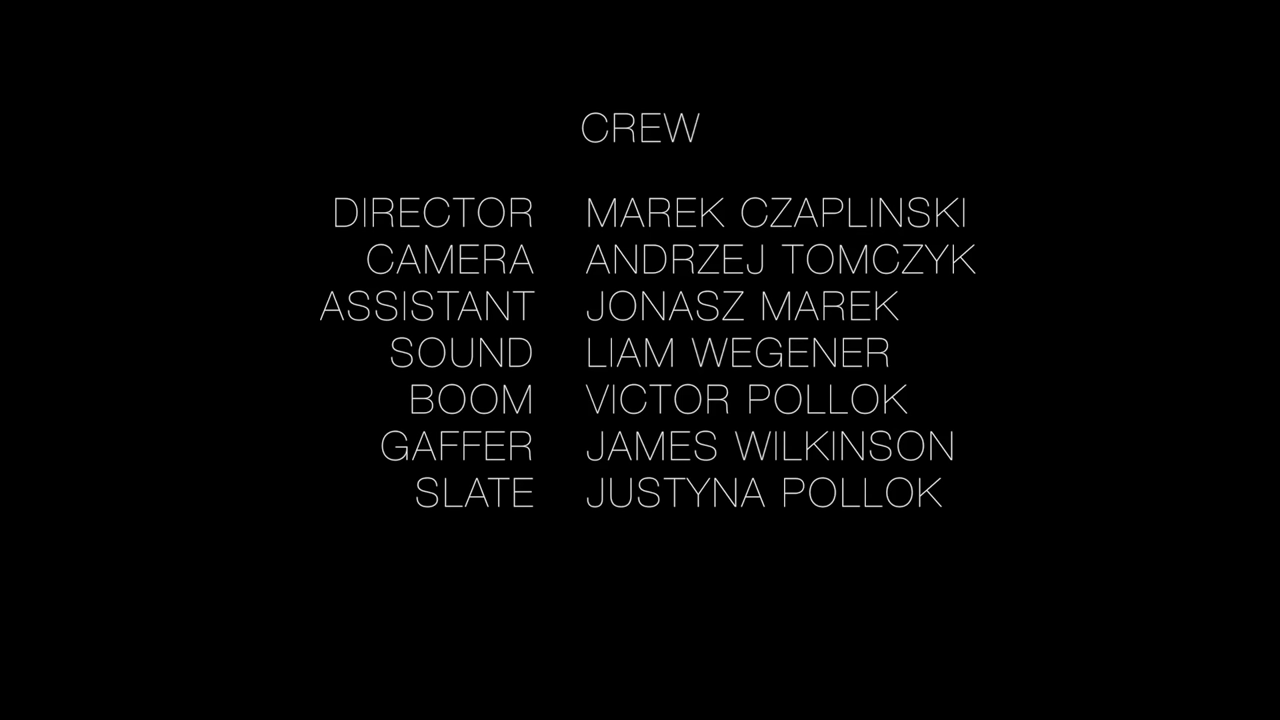 CREW
DIRECTOR MAREK CZAPLINSKI
CAMERA ANDRZEJ TOMCZYK
ASSISTANT JONASZ MAREK
SOUND LIAM WEGENER
BOOM VICTOR POLLOK
GAFFER JAMES WILKINSON
SLATE JUSTYNA POLLOK